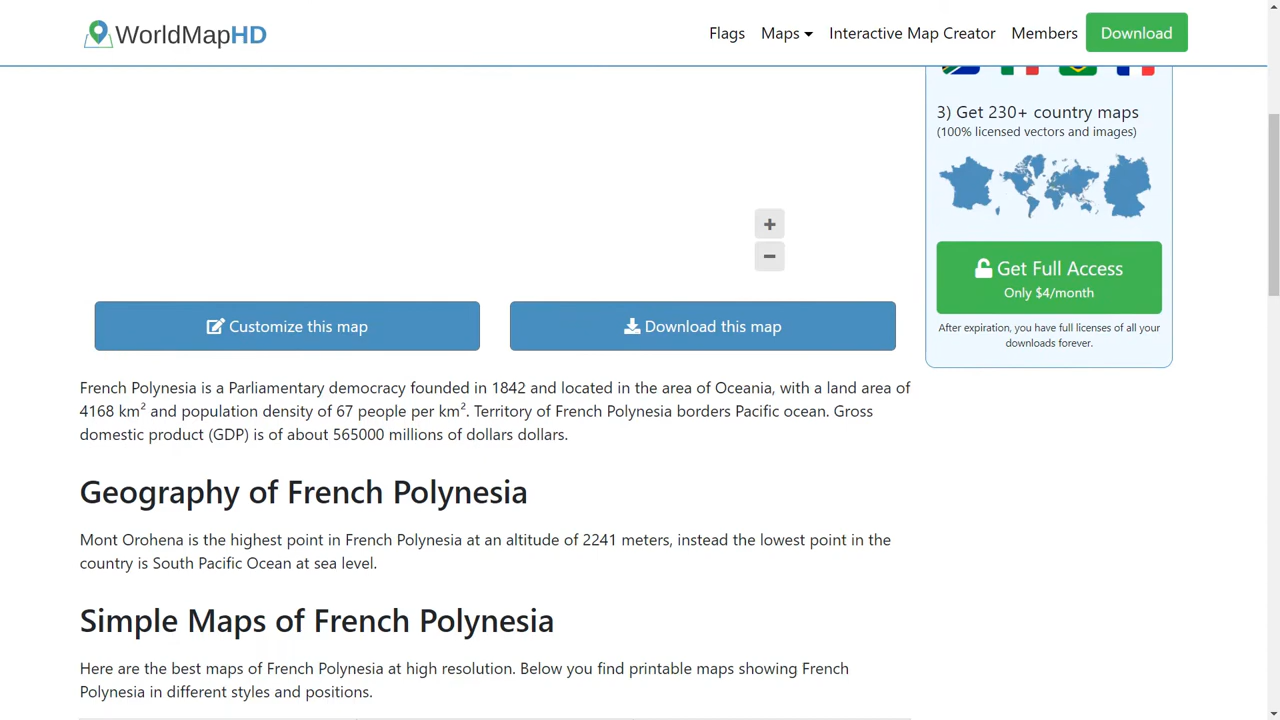 WorldMapHD
Flags
Maps
Interactive Map Creator
Members
Download
3) Get 230+ country maps
(100% licensed vectors and images)
Get Full Access
Only $4/month
After expiration, you have full licenses of all your
downloads forever.
+
−
Customize this map
Download this map
French Polynesia is a Parliamentary democracy founded in 1842 and located in the area of Oceania, with a land area of
4168 km² and population density of 67 people per km². Territory of French Polynesia borders Pacific ocean. Gross
domestic product (GDP) is of about 565000 millions of dollars dollars.
Geography of French Polynesia
Mont Orohena is the highest point in French Polynesia at an altitude of 2241 meters, instead the lowest point in the
country is South Pacific Ocean at sea level.
Simple Maps of French Polynesia
Here are the best maps of French Polynesia at high resolution. Below you find printable maps showing French
Polynesia in different styles and positions.